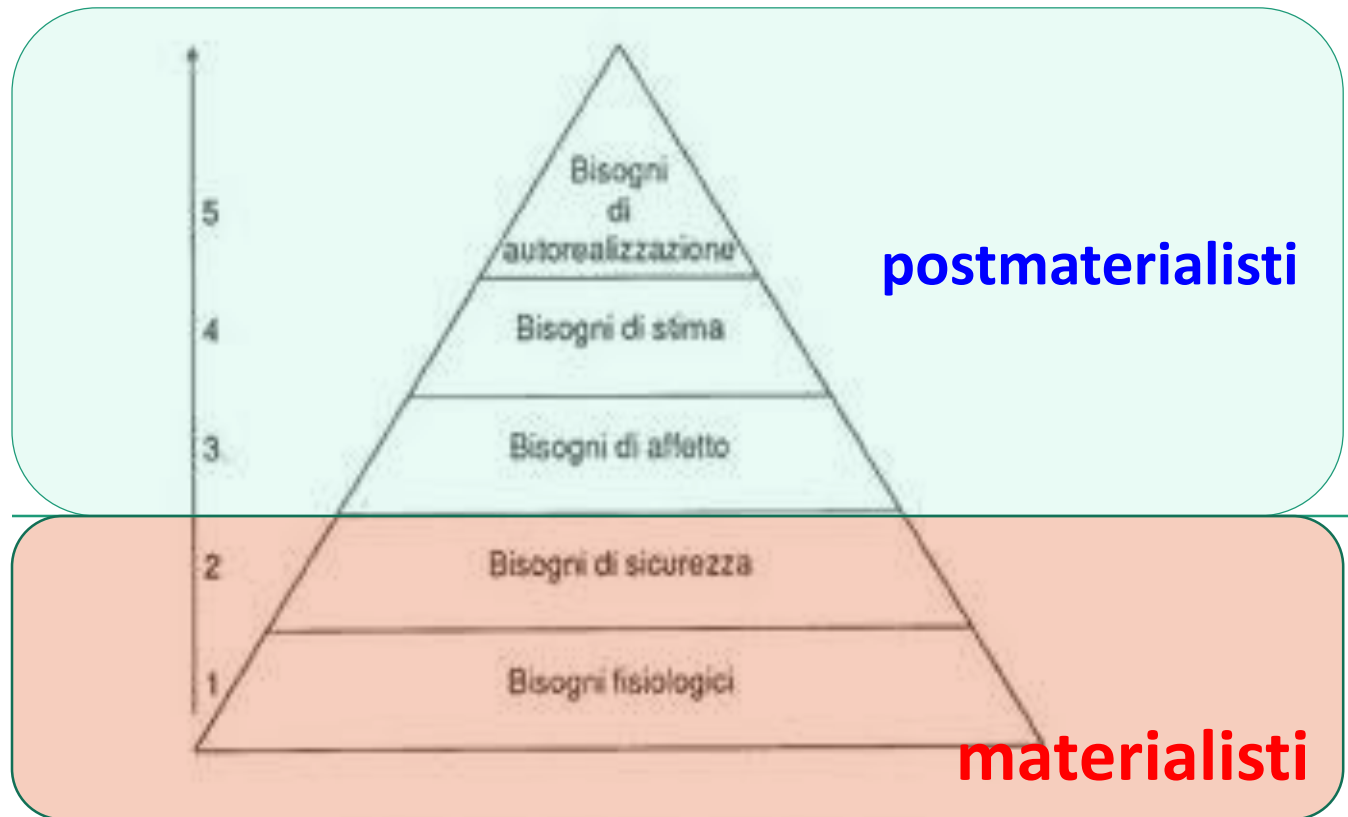 Bisogni
di
autorealizzazione
5
postmaterialisti
4
Bisogni di stima
3
Bisogni di affetto
2
Bisogni di sicurezza
1
Bisogni fisiologici
materialisti